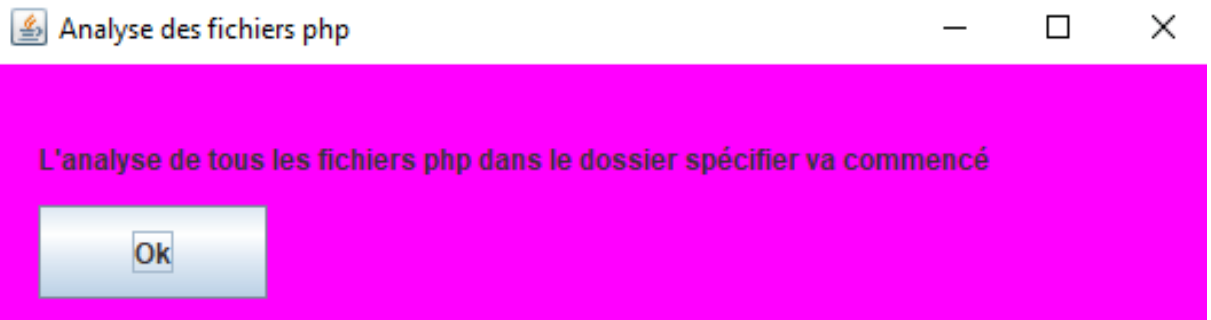 Analyse des fichiers php
L'analyse de tous les fichiers php dans le dossier spécifier va commencé
Ok